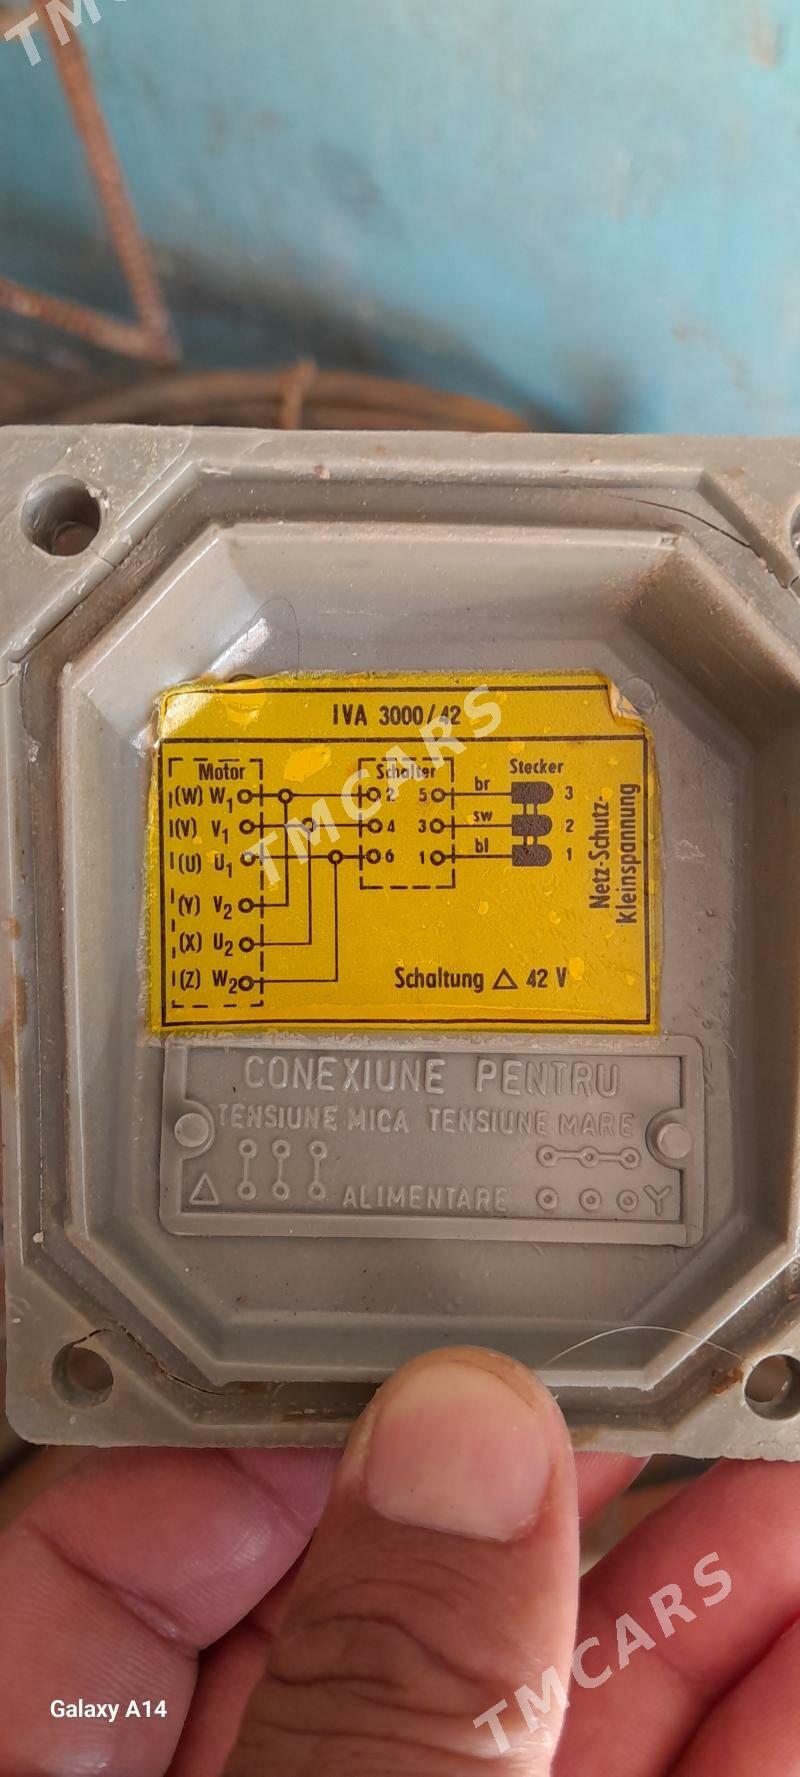 TMCARS
IVA 3000/42
Motor
Schalter
Stecker
(W) W1 2 5 br 3
(V) V1 4 3 sw 2
(U) U1 6 1 bl 1
(Y) V2
(X) U2
(Z) W2
Netz-Schutz-
kleinspannung
Schaltung △ 42 V
TMCARS
CONEXIUNE PENTRU
TENSIUNE MICA TENSIUNE MARE
△ ALIMENTARE Y
TMCARS
Galaxy A14